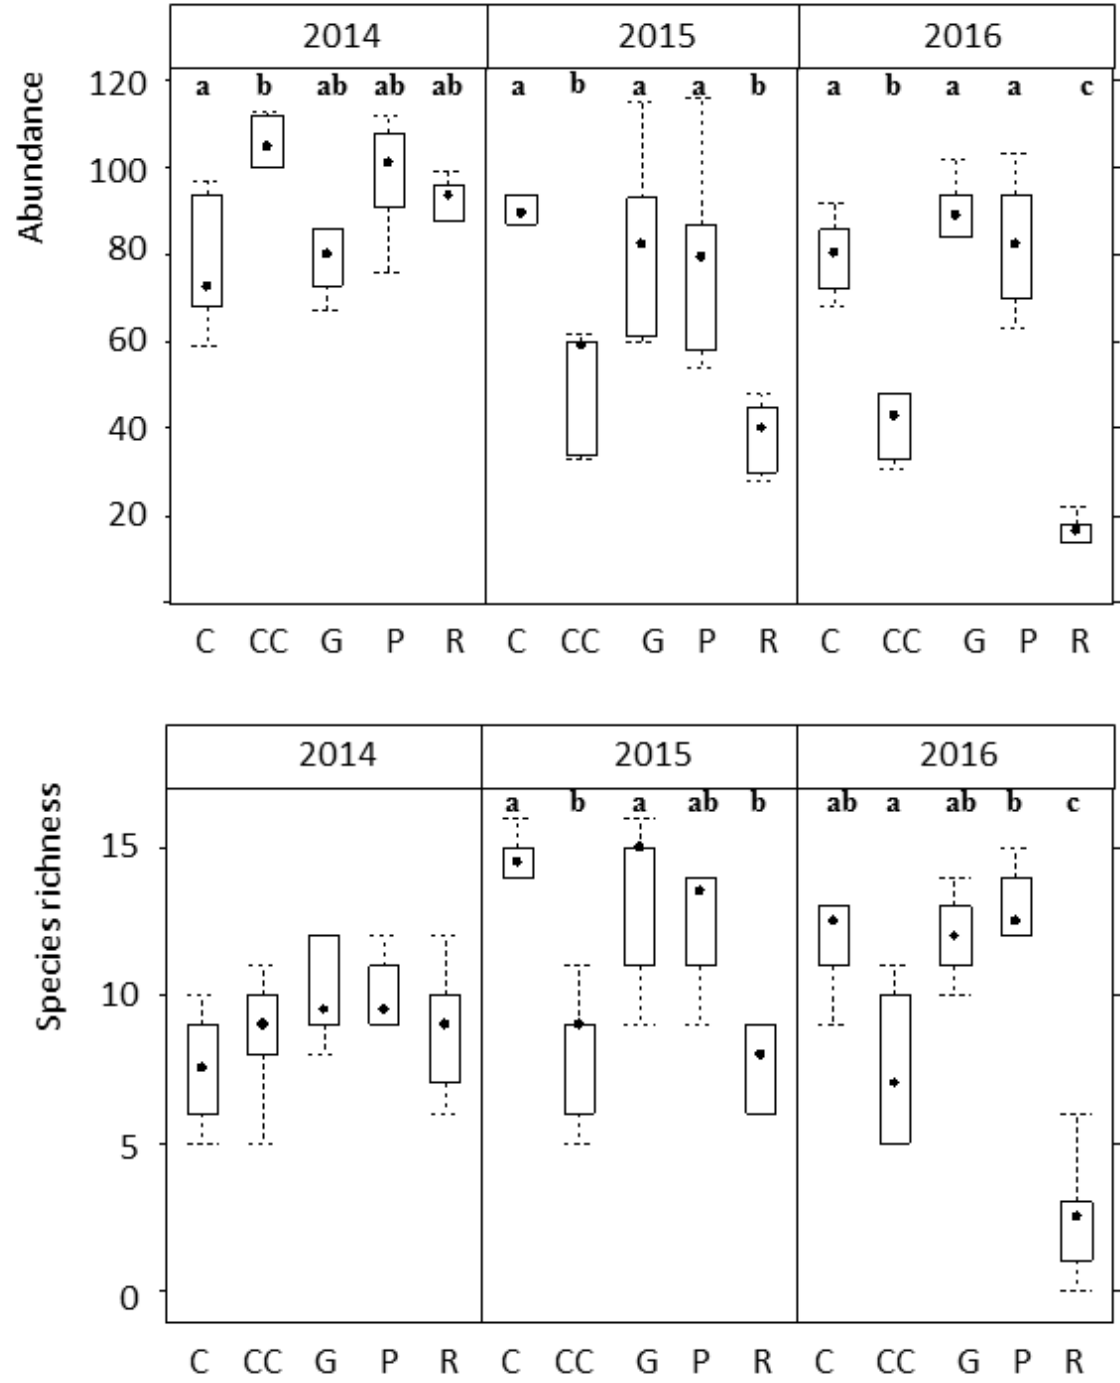 2014 2015 2016
Abundance
a b ab ab ab a b a a b a b a a c
120
100
80
60
40
20
C CC G P R C CC G P R C CC G P R
2014 2015 2016
Species richness
a b a ab b ab a ab b c
15
10
5
0
C CC G P R C CC G P R C CC G P R